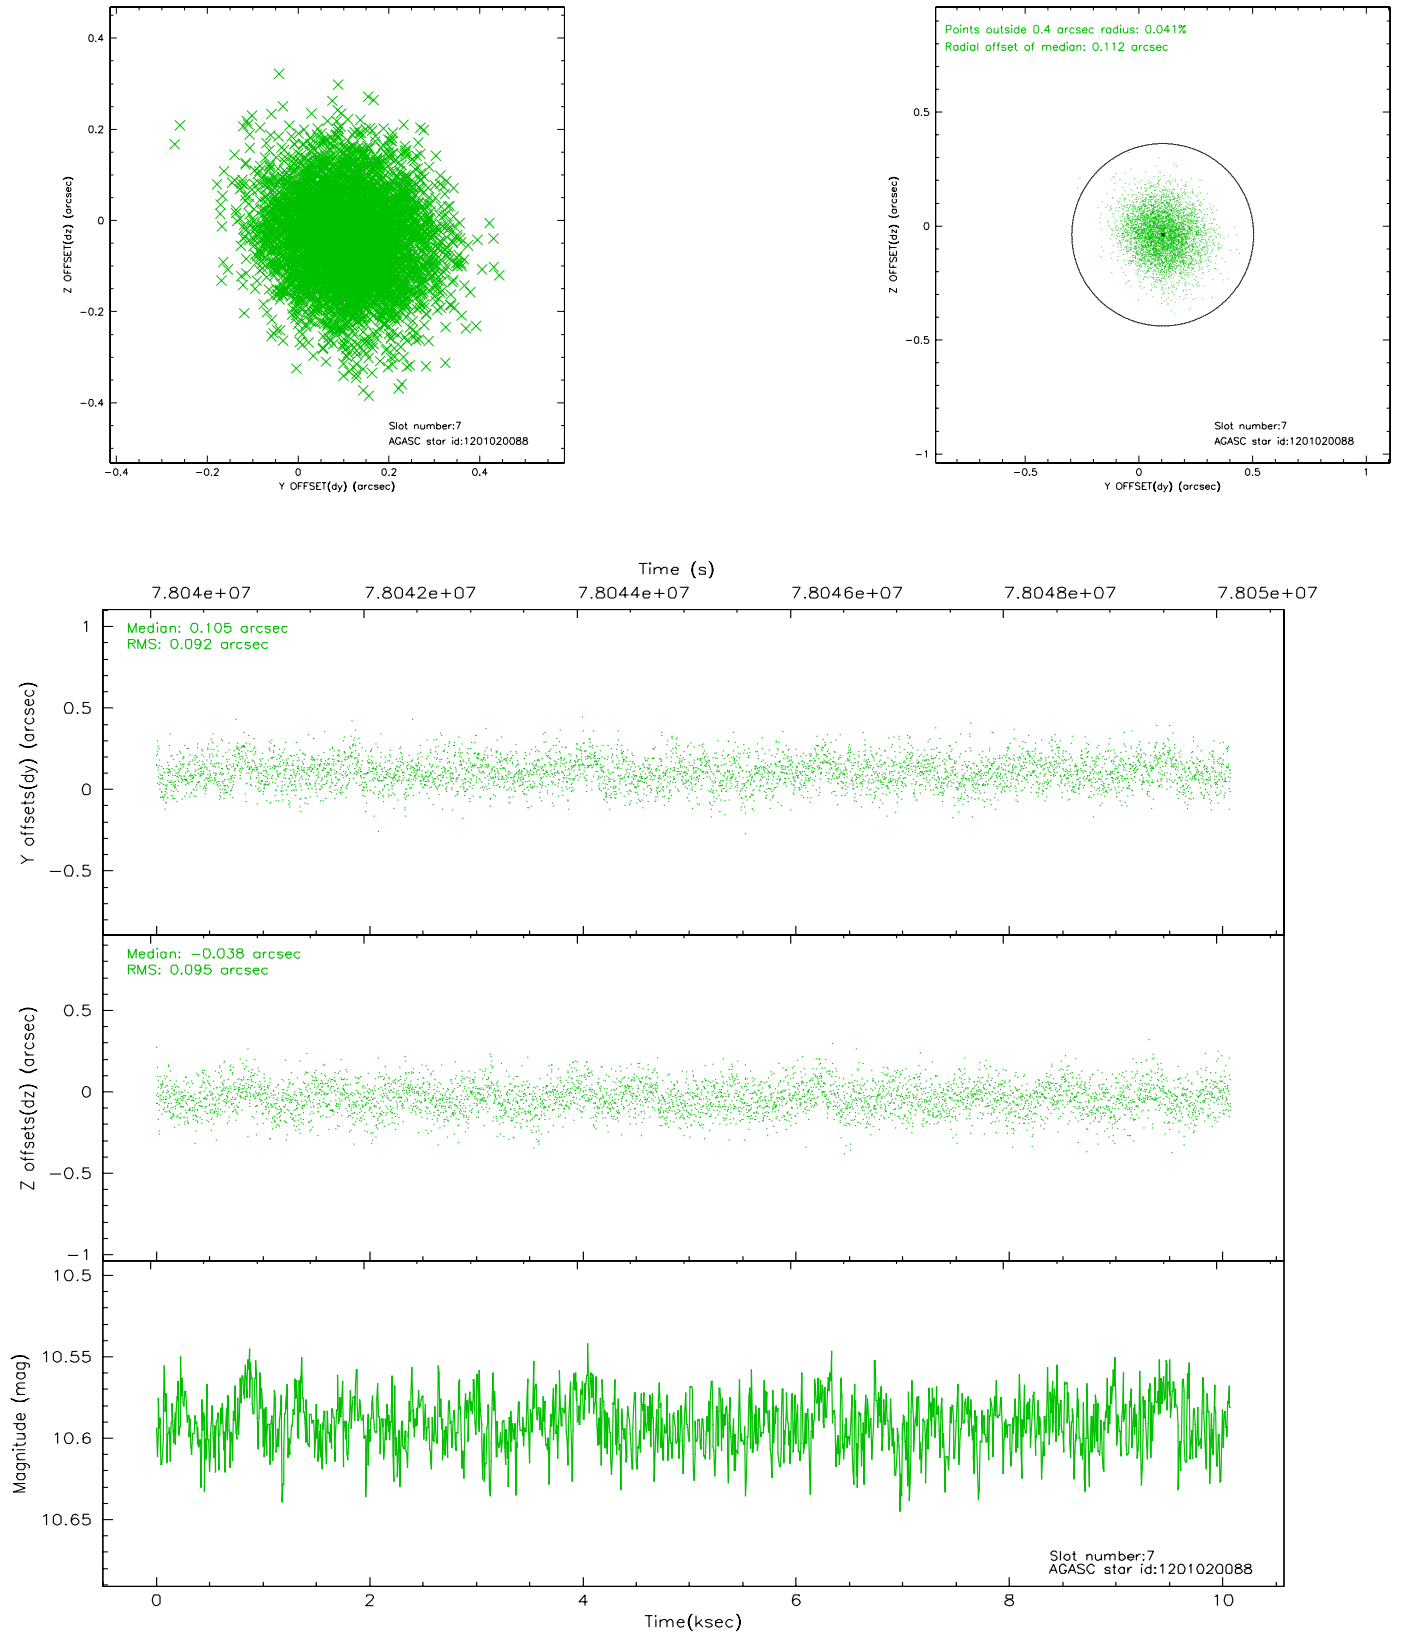 0.4
0.2
0
−0.2
−0.4
Z OFFSET(dz) (arcsec)
Slot number:7
AGASC star id:1201020088
−0.4 −0.2 0 0.2 0.4
Y OFFSET(dy) (arcsec)
Points outside 0.4 arcsec radius: 0.041%
Radial offset of median: 0.112 arcsec
0.5
0
−0.5
−1
Z OFFSET(dz) (arcsec)
Slot number:7
AGASC star id:1201020088
−0.5 0 0.5 1
Y OFFSET(dy) (arcsec)
Time (s)
7.804e+07 7.8042e+07 7.8044e+07 7.8046e+07 7.8048e+07 7.805e+07
Median: 0.105 arcsec
RMS: 0.092 arcsec
1
0.5
0
−0.5
Y offsets(dy) (arcsec)
Median: −0.038 arcsec
RMS: 0.095 arcsec
0.5
0
−0.5
−1
Z offsets(dz) (arcsec)
10.5
10.55
10.6
10.65
Magnitude (mag)
Slot number:7
AGASC star id:1201020088
0 2 4 6 8 10
Time(ksec)